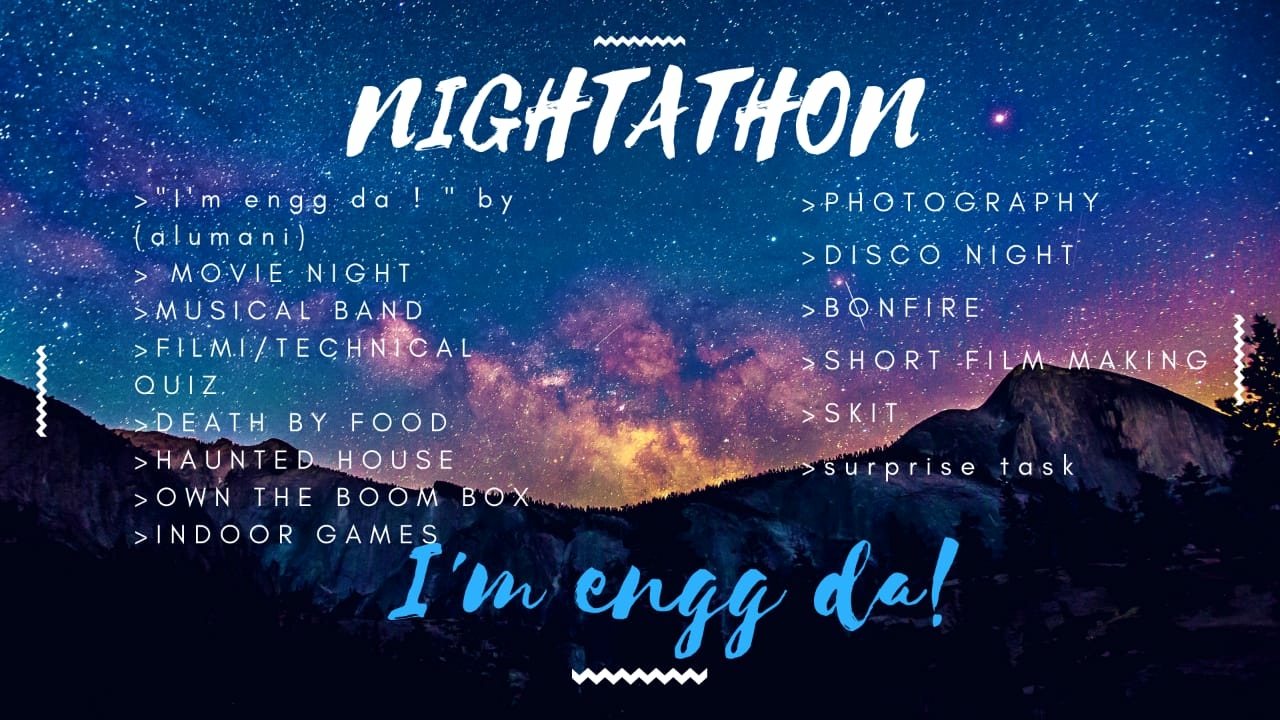 NIGHTATHON
>"I'm engg da ! " by
(alumani)
> MOVIE NIGHT
>MUSICAL BAND
>FILMI/TECHNICAL
QUIZ
>DEATH BY FOOD
>HAUNTED HOUSE
>OWN THE BOOM BOX
>INDOOR GAMES
>PHOTOGRAPHY
>DISCO NIGHT
>BONFIRE
>SHORT FILM MAKING
>SKIT
>surprise task
I'm engg da!